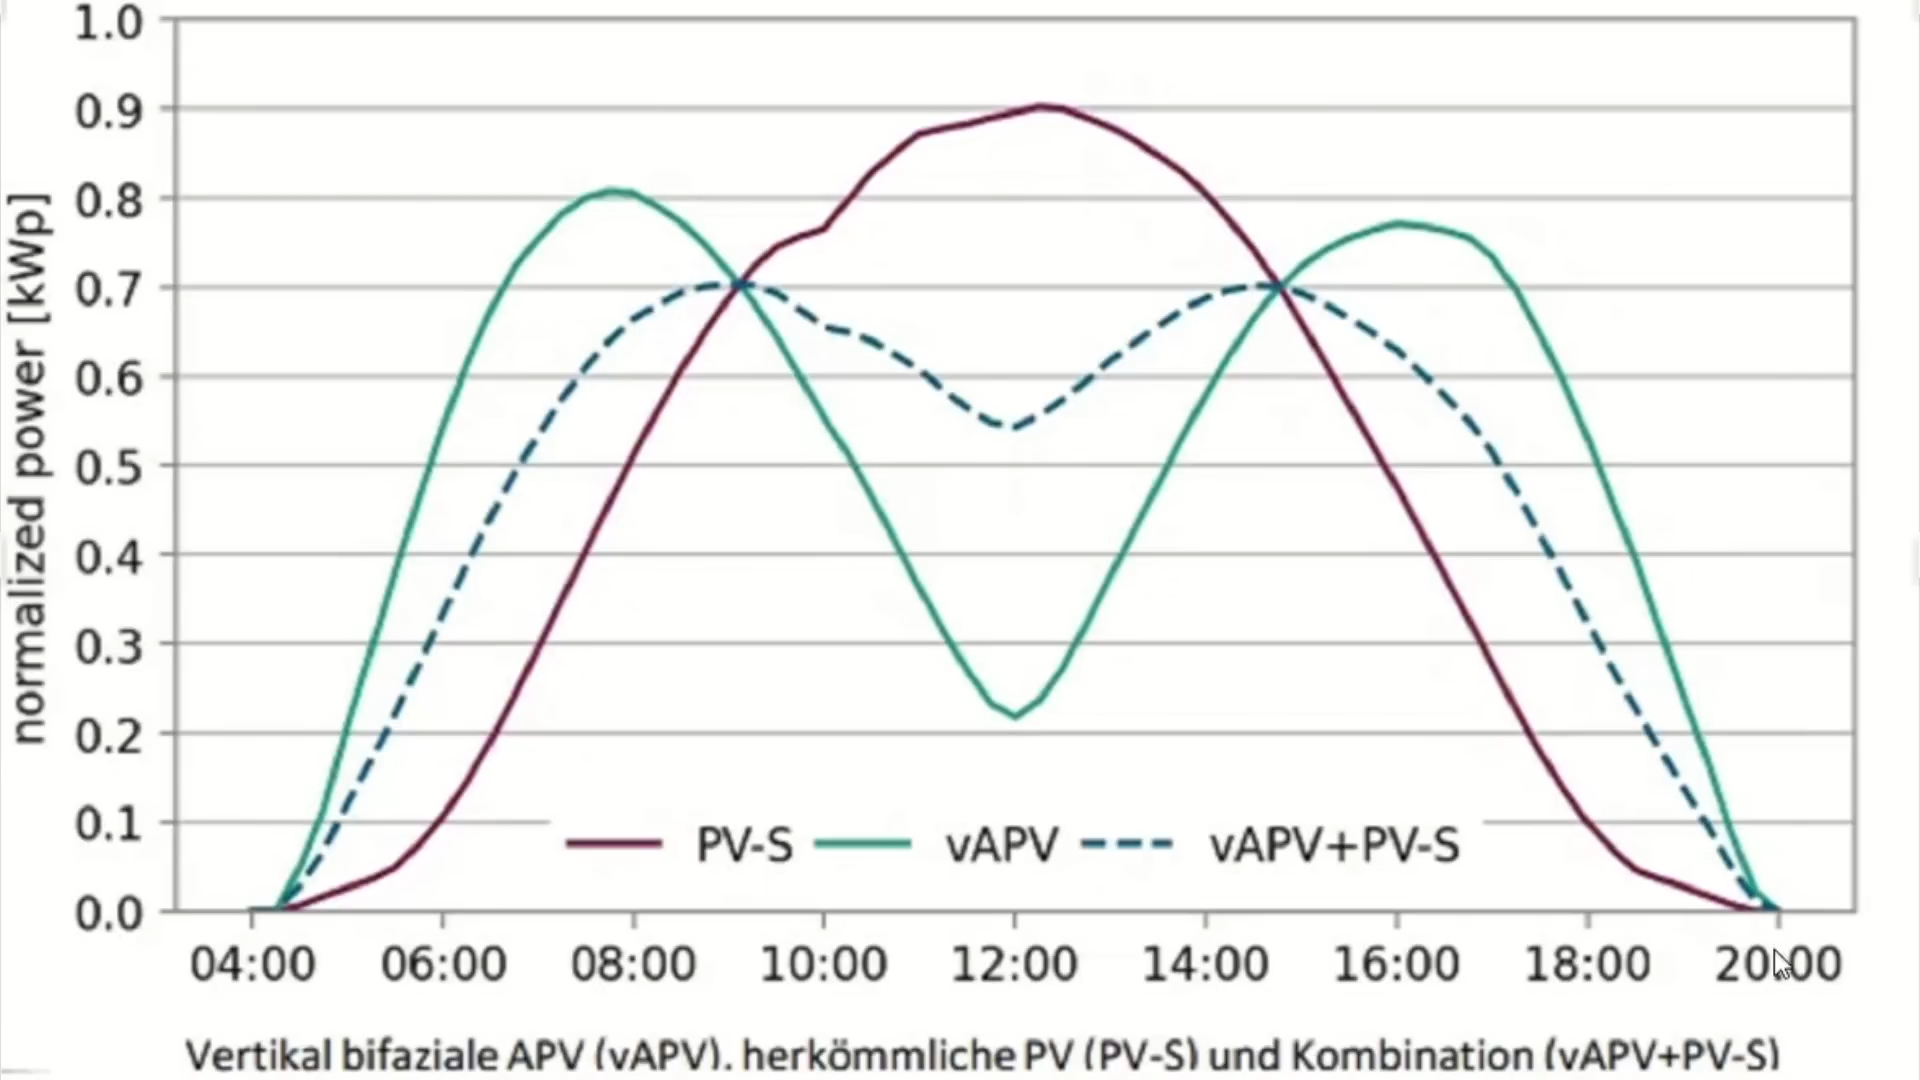 normalized power [kWp]
1.0
0.9
0.8
0.7
0.6
0.5
0.4
0.3
0.2
0.1
0.0
PV-S vAPV vAPV+PV-S
04:00 06:00 08:00 10:00 12:00 14:00 16:00 18:00 20:00
Vertikal bifaziale APV (vAPV), herkömmliche PV (PV-S) und Kombination (vAPV+PV-S)